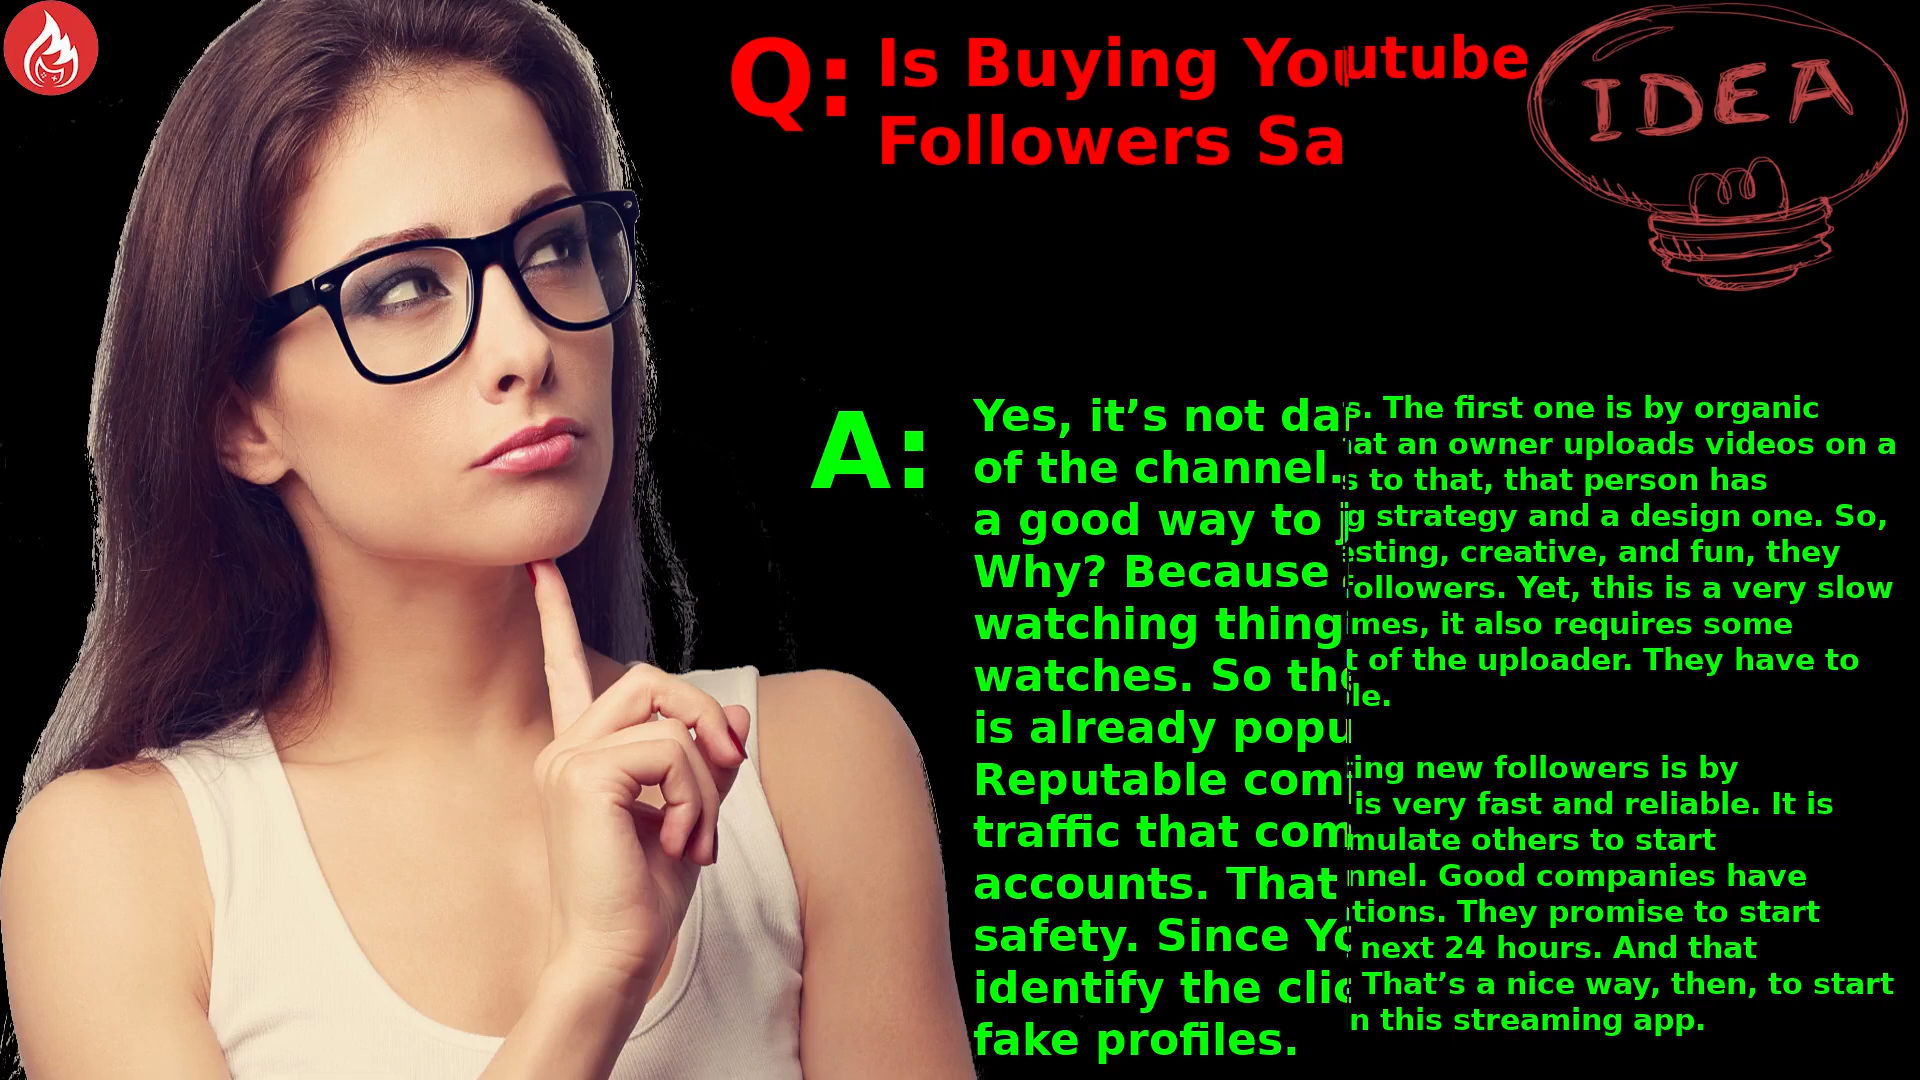 Q: Is Buying Youtube
Followers Sa
IDEA
A:
Yes, it’s not da
of the channel.
a good way to
Why? Because
watching thing
watches. So the
is already popu
Reputable com
traffic that com
accounts. That
safety. Since Yo
identify the clic
fake profiles.
s. The first one is by organic
hat an owner uploads videos on a
s to that, that person has
g strategy and a design one. So,
esting, creative, and fun, they
followers. Yet, this is a very slow
imes, it also requires some
t of the uploader. They have to
le.
ing new followers is by
is very fast and reliable. It is
mulate others to start
nnel. Good companies have
tions. They promise to start
next 24 hours. And that
That’s a nice way, then, to start
n this streaming app.